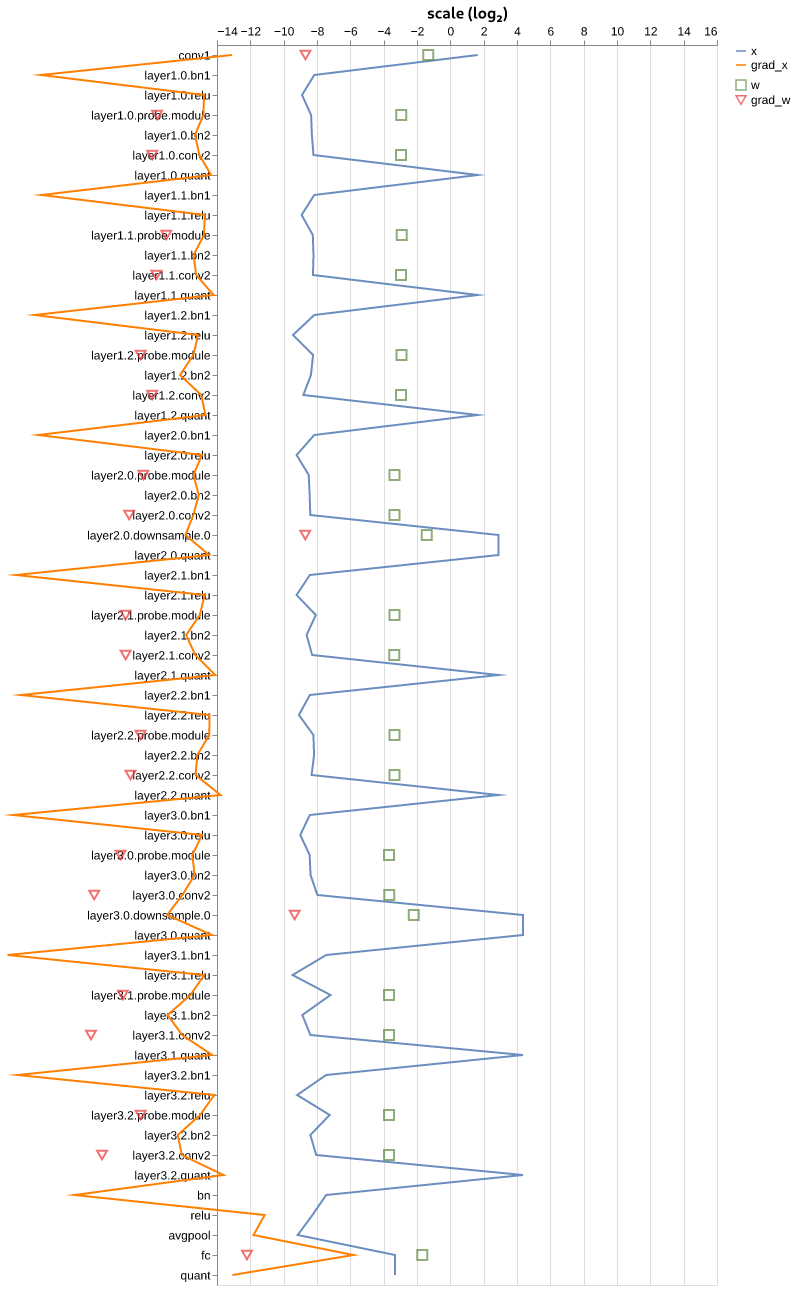 scale (log₂)
−14 −12 −10 −8 −6 −4 −2 0 2 4 6 8 10 12 14 16
conv1
layer1.0.bn1
layer1.0.relu
layer1.0.probe.module
layer1.0.bn2
layer1.0.conv2
layer1.0.quant
layer1.1.bn1
layer1.1.relu
layer1.1.probe.module
layer1.1.bn2
layer1.1.conv2
layer1.1.quant
layer1.2.bn1
layer1.2.relu
layer1.2.probe.module
layer1.2.bn2
layer1.2.conv2
layer1.2.quant
layer2.0.bn1
layer2.0.relu
layer2.0.probe.module
layer2.0.bn2
layer2.0.conv2
layer2.0.downsample.0
layer2.0.quant
layer2.1.bn1
layer2.1.relu
layer2.1.probe.module
layer2.1.bn2
layer2.1.conv2
layer2.1.quant
layer2.2.bn1
layer2.2.relu
layer2.2.probe.module
layer2.2.bn2
layer2.2.conv2
layer2.2.quant
layer3.0.bn1
layer3.0.relu
layer3.0.probe.module
layer3.0.bn2
layer3.0.conv2
layer3.0.downsample.0
layer3.0.quant
layer3.1.bn1
layer3.1.relu
layer3.1.probe.module
layer3.1.bn2
layer3.1.conv2
layer3.1.quant
layer3.2.bn1
layer3.2.relu
layer3.2.probe.module
layer3.2.bn2
layer3.2.conv2
layer3.2.quant
bn
relu
avgpool
fc
quant
x
grad_x
w
grad_w